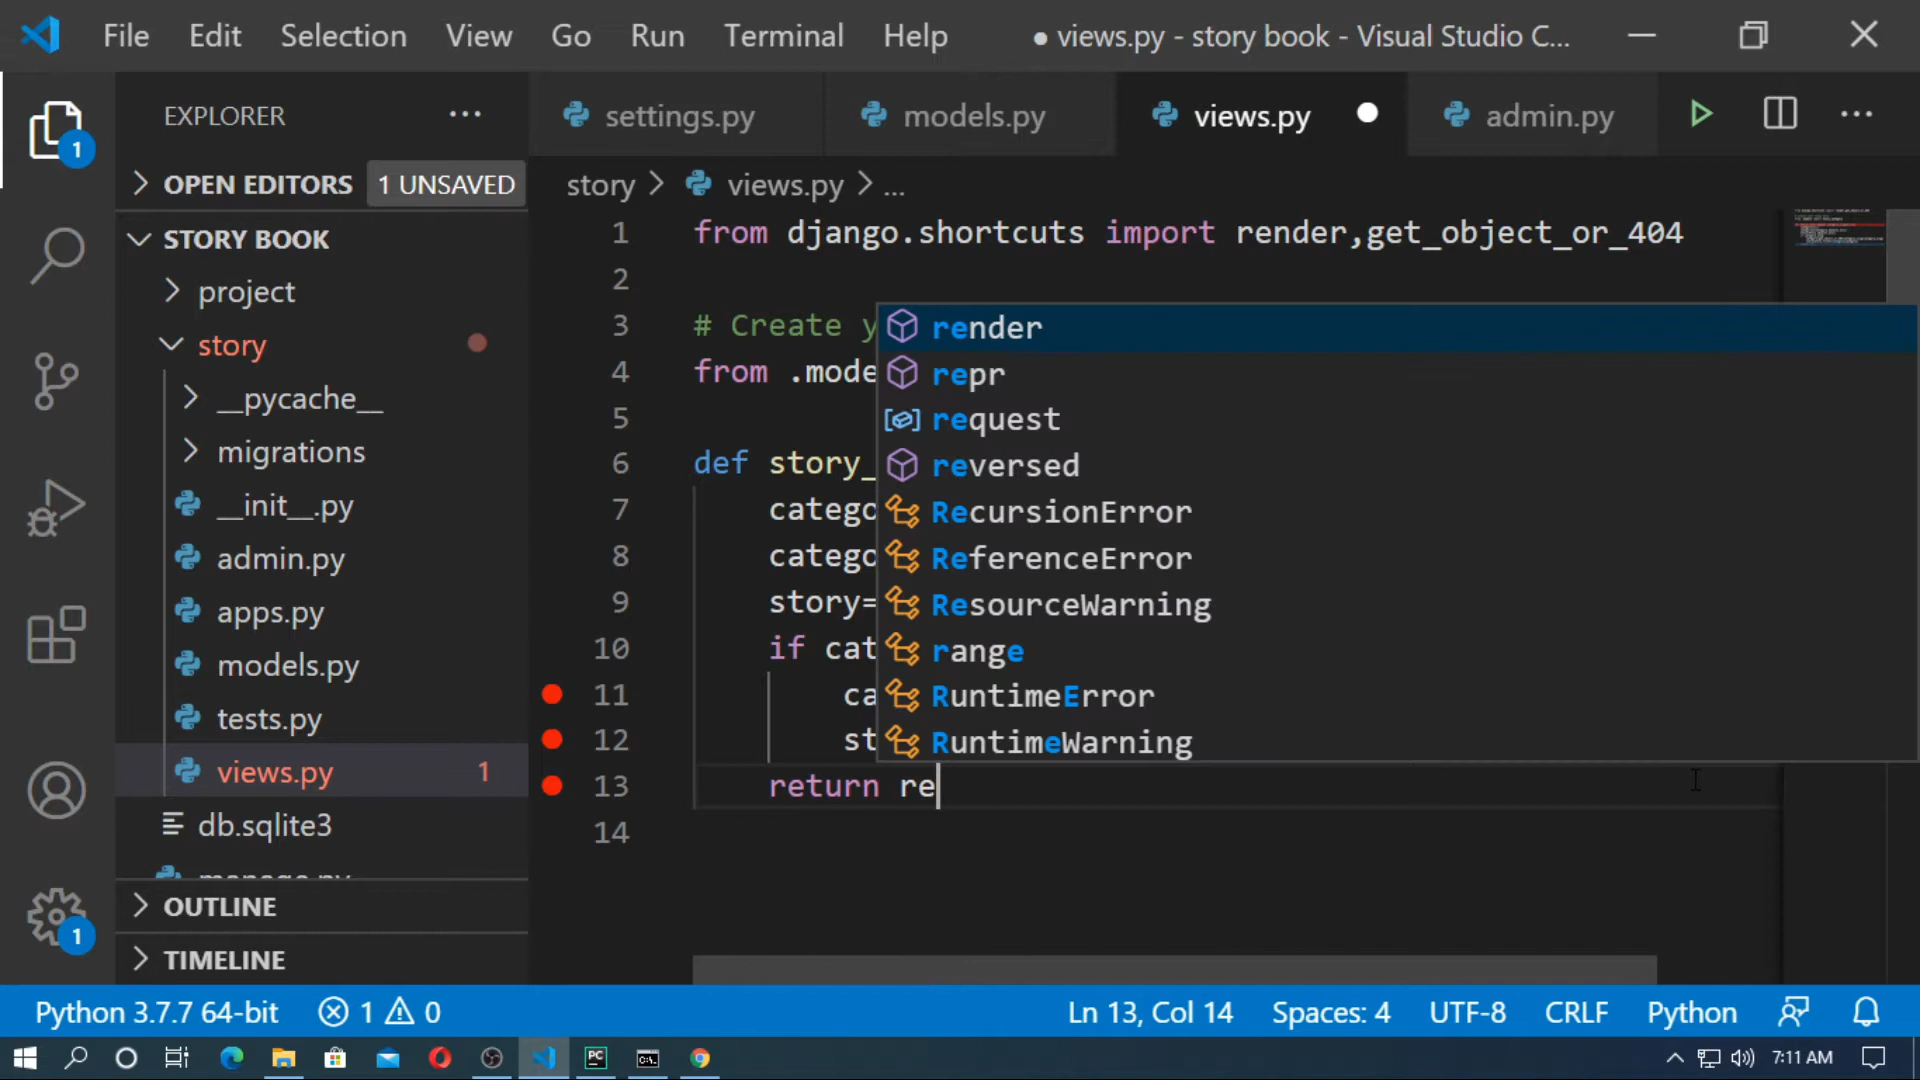 File Edit Selection View Go Run Terminal Help ● views.py - story book - Visual Studio C...
EXPLORER ...
settings.py models.py views.py admin.py
OPEN EDITORS 1 UNSAVED
story > views.py > ...
STORY BOOK
project
story
__pycache__
migrations
__init__.py
admin.py
apps.py
models.py
tests.py
views.py 1
db.sqlite3
OUTLINE
TIMELINE
1 from django.shortcuts import render,get_object_or_404
2
3 # Create y
4 from .mode
5
6 def story_
7 catego
8 catego
9 story=
10 if cat
11 ca
12 st
13 return re
14
render
repr
request
reversed
RecursionError
ReferenceError
ResourceWarning
range
RuntimeError
RuntimeWarning
1
1
Python 3.7.7 64-bit 1 0 Ln 13, Col 14 Spaces: 4 UTF-8 CRLF Python
PC
7:11 AM